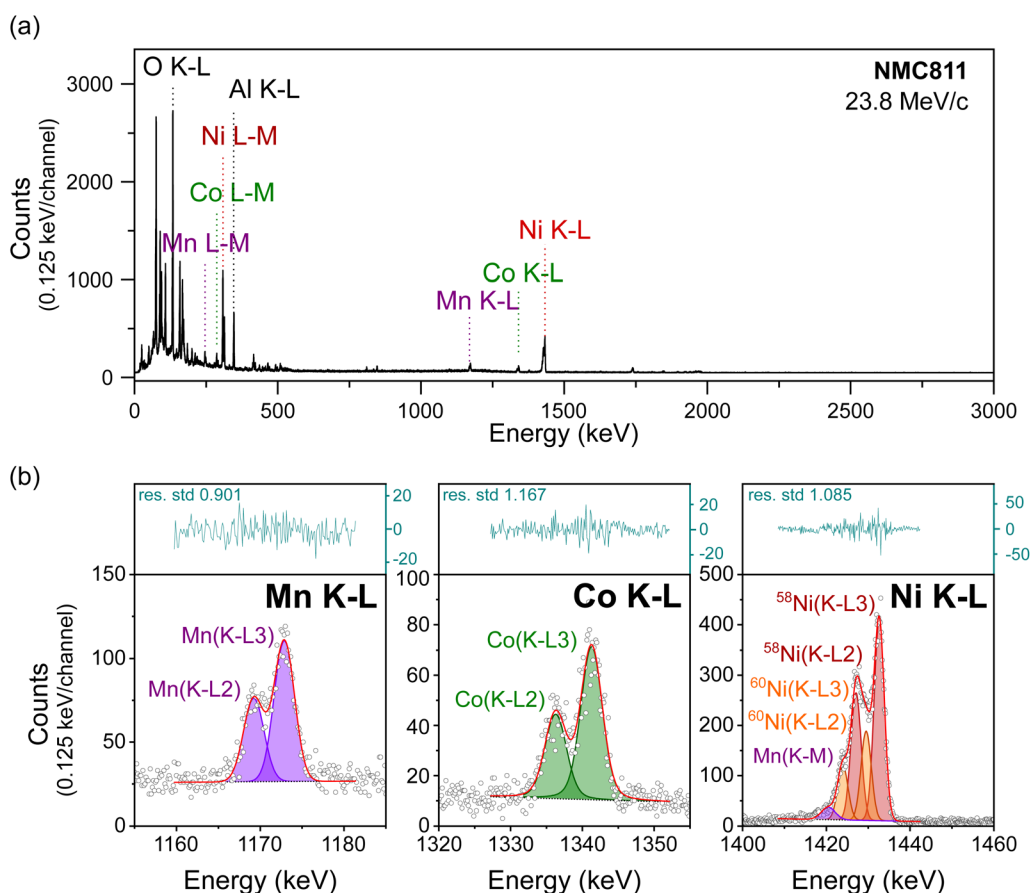 (a)
O K-L
Al K-L
Ni L-M
Co L-M
Mn L-M
Mn K-L
Co K-L
Ni K-L
NMC811
23.8 MeV/c
Counts
(0.125 keV/channel)
3000
2000
1000
0
0 500 1000 1500 2000 2500 3000
Energy (keV)
(b)
res. std 0.901
20
0
-20
res. std 1.167
20
0
-20
res. std 1.085
50
0
-50
Counts
(0.125 keV/channel)
Mn K-L
Mn(K-L3)
Mn(K-L2)
150
100
50
0
1160 1170 1180
Energy (keV)
Co K-L
Co(K-L3)
Co(K-L2)
100
80
60
40
20
0
1320 1330 1340 1350
Energy (keV)
Ni K-L
⁵⁸Ni(K-L3)
⁵⁸Ni(K-L2)
⁶⁰Ni(K-L3)
⁶⁰Ni(K-L2)
Mn(K-M)
500
400
300
200
100
0
1400 1420 1440 1460
Energy (keV)